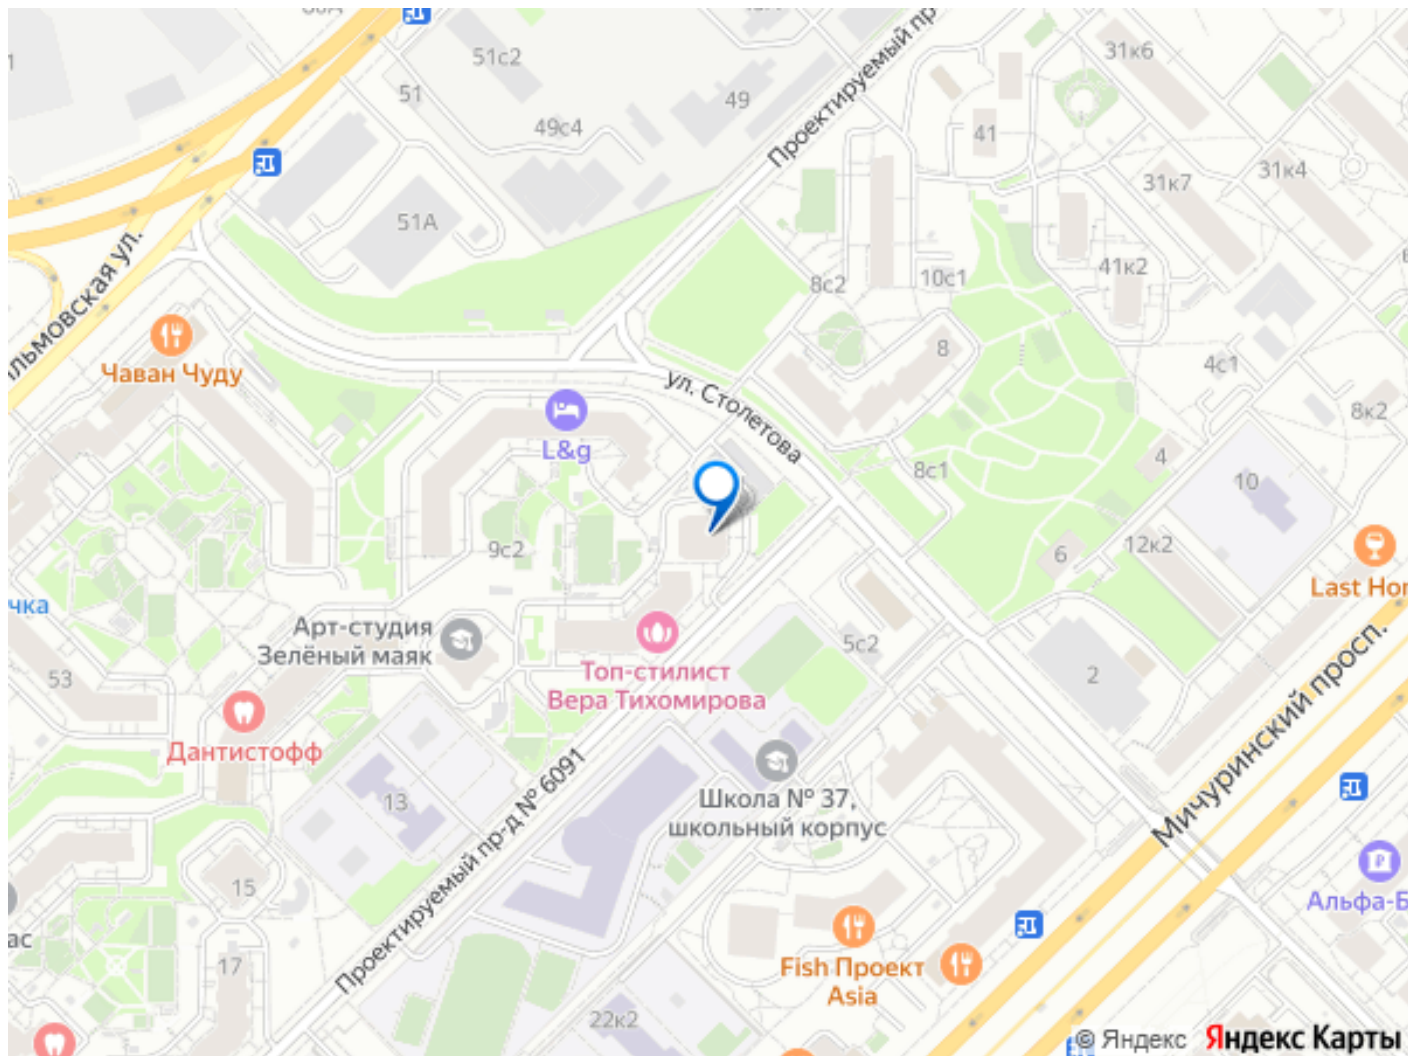 51с2
31к6
51
49
49с4
Проектируемый пр
41
31к7
31к4
51А
41к2
10с1
8с2
8
4с1
8к2
Чаван Чуду
ул. Столетова
L&g
8с1
4
10
9с2
6
12к2
Last Hor
чка
Арт-студия
Зелёный маяк
5с2
2
53
Топ-стилист
Вера Тихомирова
Дантистофф
Мичуринский просп.
13
Школа № 37,
школьный корпус
Проектируемый пр-д № 6091
15
Альфа-Б
ас
17
Fish Проект
Asia
22к2
© Яндекс
Яндекс Карты